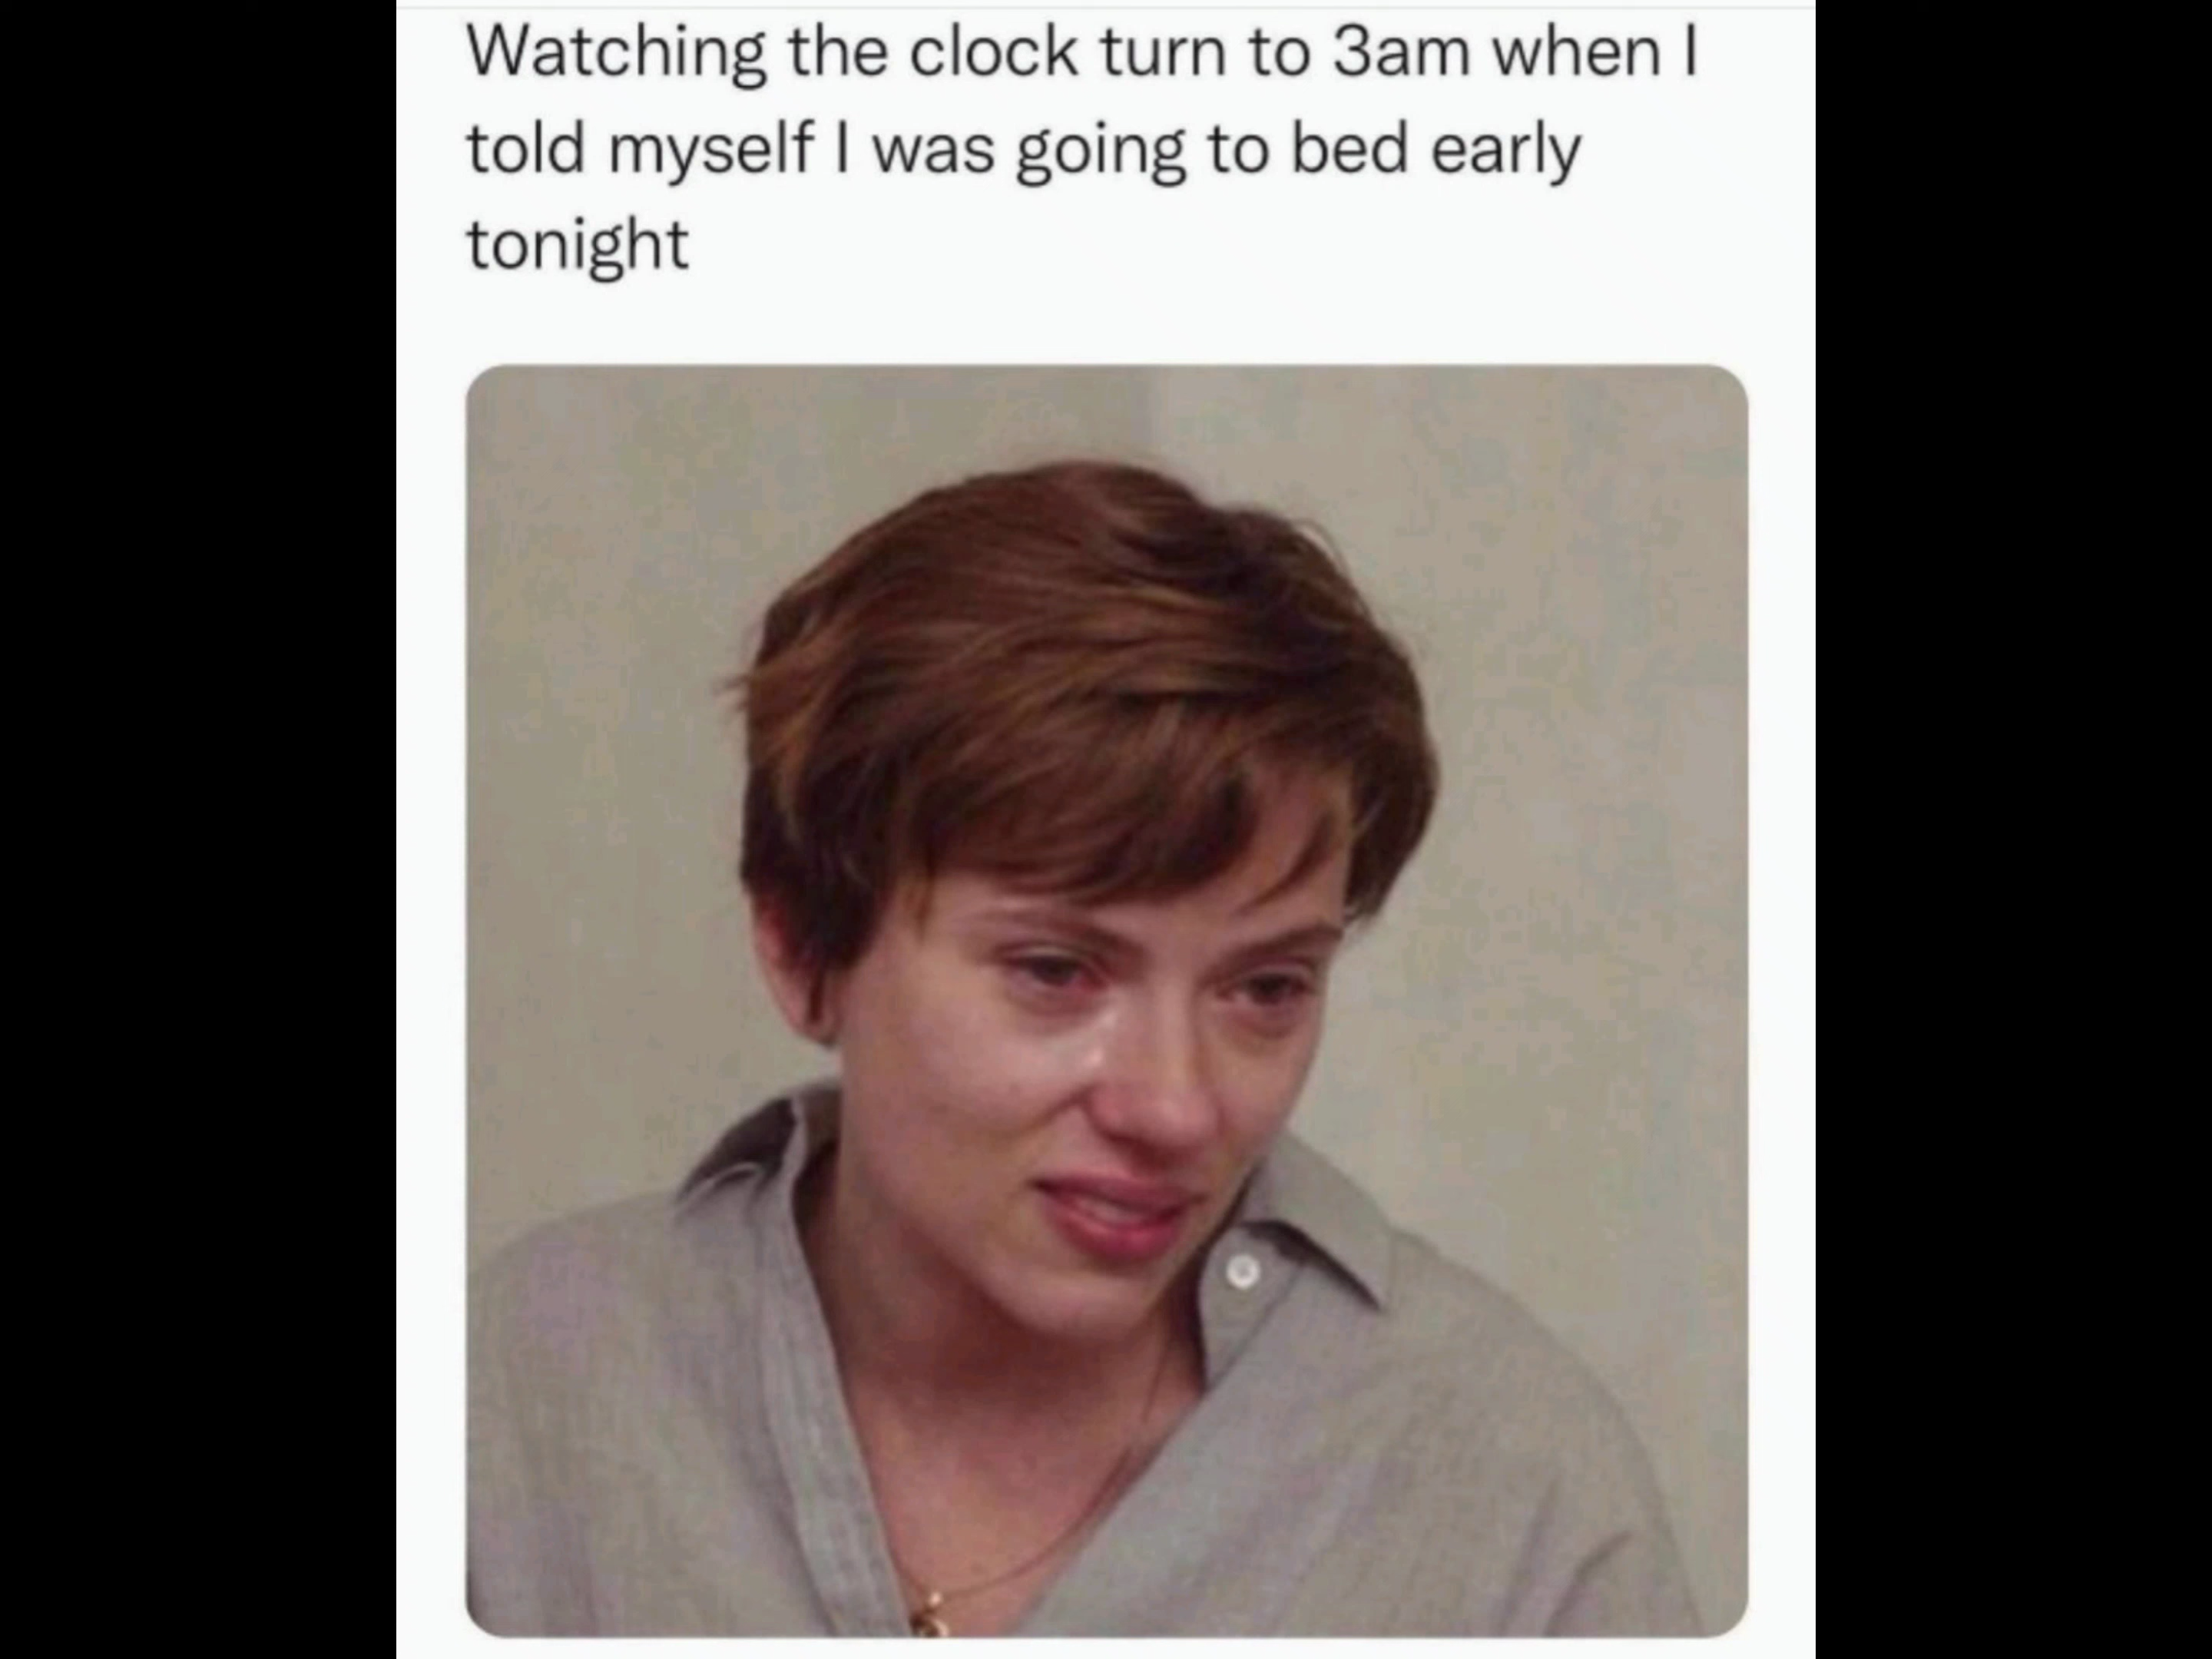 Watching the clock turn to 3am when I
told myself I was going to bed early
tonight